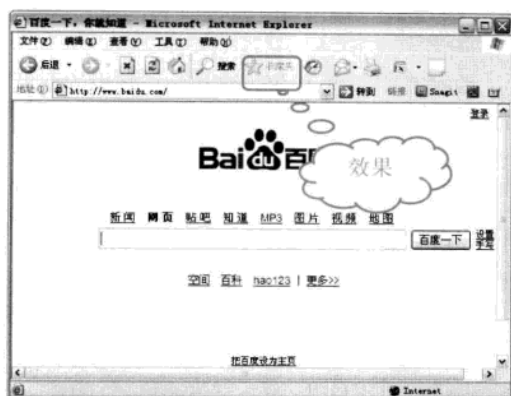 百度一下，你就知道 - Microsoft Internet Explorer
文件(F) 编辑(E) 查看(V) 工具(T) 帮助(H)
后退 搜索
地址(D) http://www.baidu.com/ 转到 链接 Snagit
登录
Bai du 百
效果
新闻 网页 贴吧 知道 MP3 图片 视频 地图
百度一下 设置
手写
空间 百科 hao123 | 更多>>
把百度设为主页
Internet